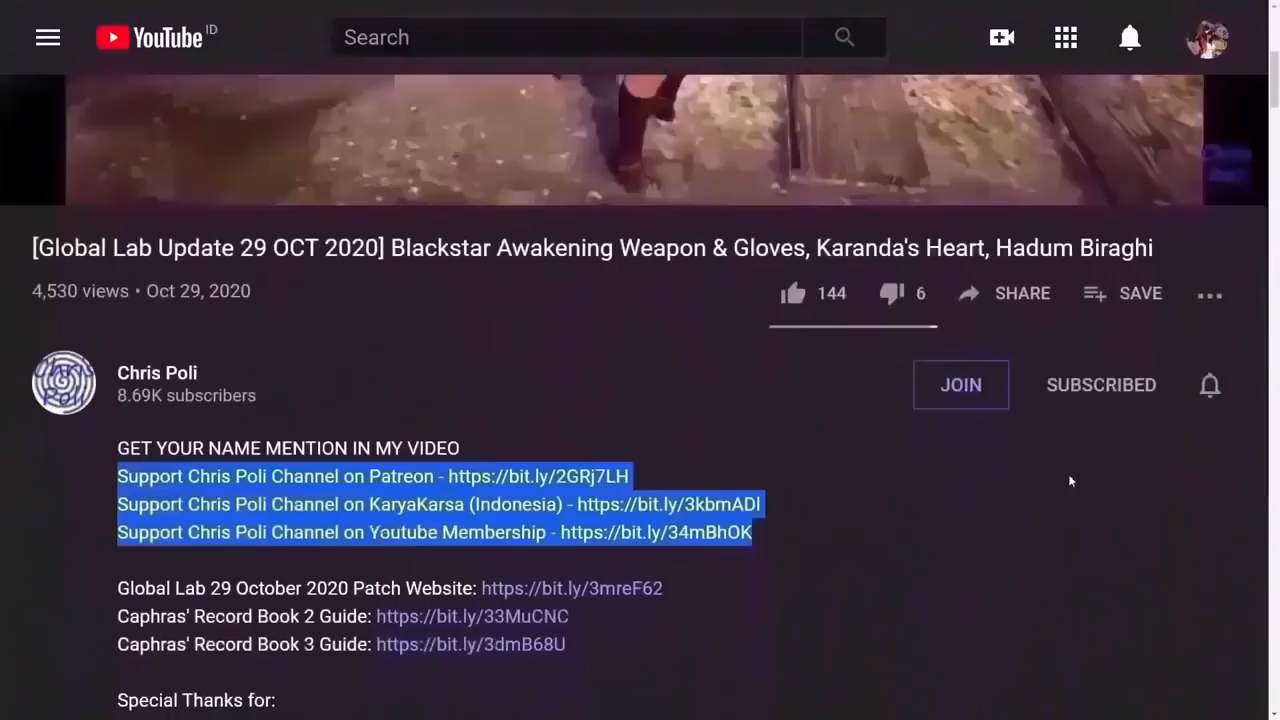 YouTube ID
Search
[Global Lab Update 29 OCT 2020] Blackstar Awakening Weapon & Gloves, Karanda's Heart, Hadum Biraghi
4,530 views • Oct 29, 2020
144
6
SHARE
SAVE
Chris Poli
8.69K subscribers
JOIN
SUBSCRIBED
GET YOUR NAME MENTION IN MY VIDEO
Support Chris Poli Channel on Patreon - https://bit.ly/2GRj7LH
Support Chris Poli Channel on KaryaKarsa (Indonesia) - https://bit.ly/3kbmADl
Support Chris Poli Channel on Youtube Membership - https://bit.ly/34mBhOK
Global Lab 29 October 2020 Patch Website: https://bit.ly/3mreF62
Caphras' Record Book 2 Guide: https://bit.ly/33MuCNC
Caphras' Record Book 3 Guide: https://bit.ly/3dmB68U
Special Thanks for: